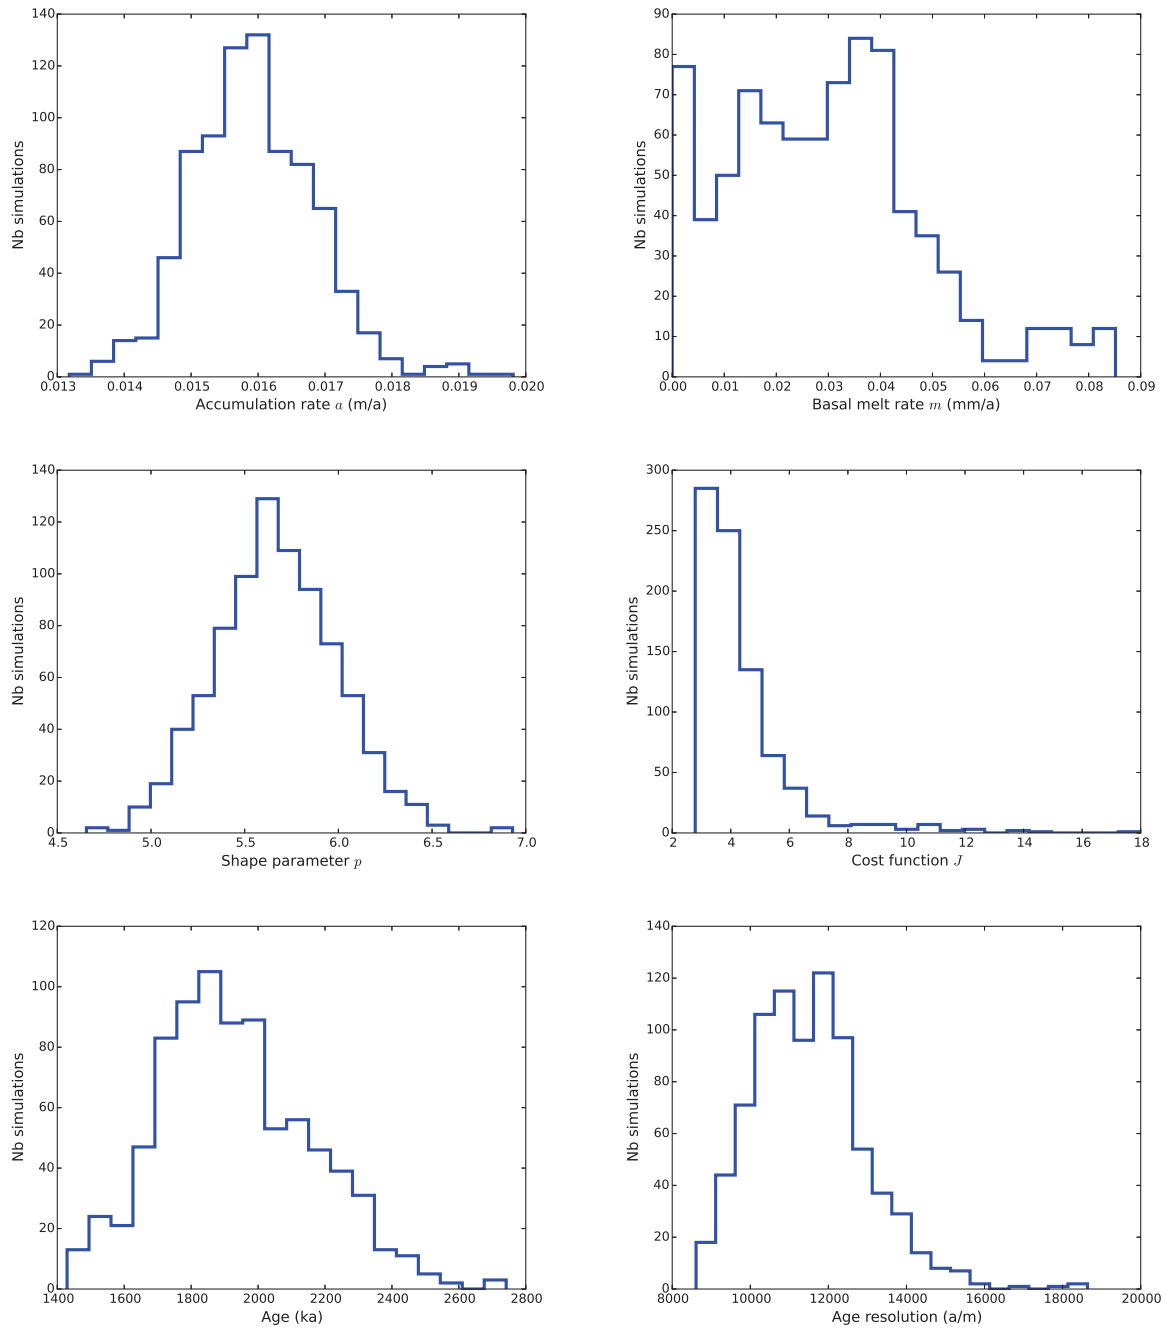 140
120
100
80
60
40
20
0
Nb simulations
0.013 0.014 0.015 0.016 0.017 0.018 0.019 0.020
Accumulation rate a (m/a)
90
80
70
60
50
40
30
20
10
0
Nb simulations
0.00 0.01 0.02 0.03 0.04 0.05 0.06 0.07 0.08 0.09
Basal melt rate m (mm/a)
140
120
100
80
60
40
20
0
Nb simulations
4.5 5.0 5.5 6.0 6.5 7.0
Shape parameter p
300
250
200
150
100
50
0
Nb simulations
2 4 6 8 10 12 14 16 18
Cost function J
120
100
80
60
40
20
0
Nb simulations
1400 1600 1800 2000 2200 2400 2600 2800
Age (ka)
140
120
100
80
60
40
20
0
Nb simulations
8000 10000 12000 14000 16000 18000 20000
Age resolution (a/m)